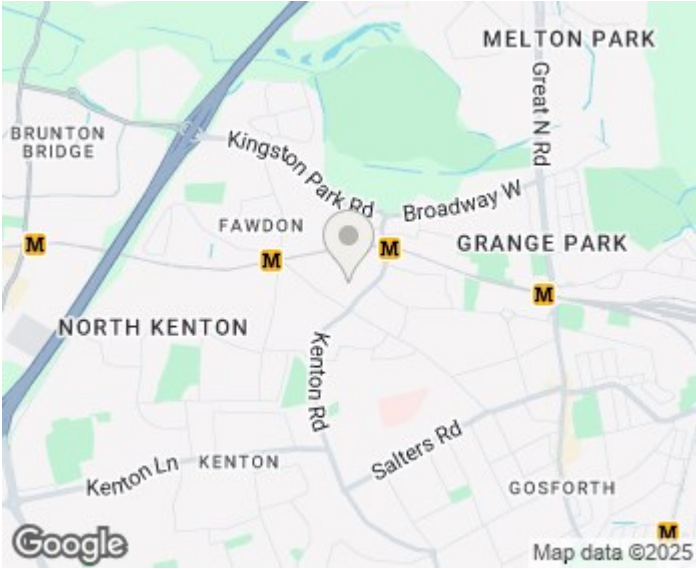 MELTON PARK
Great N Rd
BRUNTON
BRIDGE
Kingston Park Rd
Broadway W
FAWDON
M
M
M
GRANGE PARK
M
NORTH KENTON
Kenton Rd
Salters Rd
Kenton Ln
KENTON
GOSFORTH
M
Google
Map data ©2025